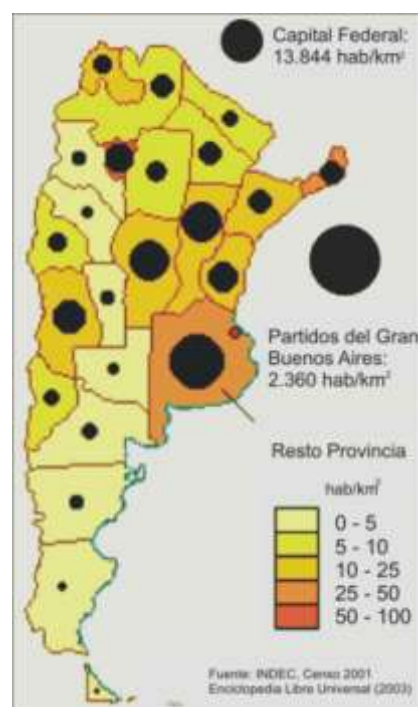 Capital Federal:
13.844 hab/km²
Partidos del Gran
Buenos Aires:
2.360 hab/km²
Resto Provincia
hab/km²
0 - 5
5 - 10
10 - 25
25 - 50
50 - 100
Fuente: INDEC. Censo 2001
Enciclopedia Libre Universal (2003)